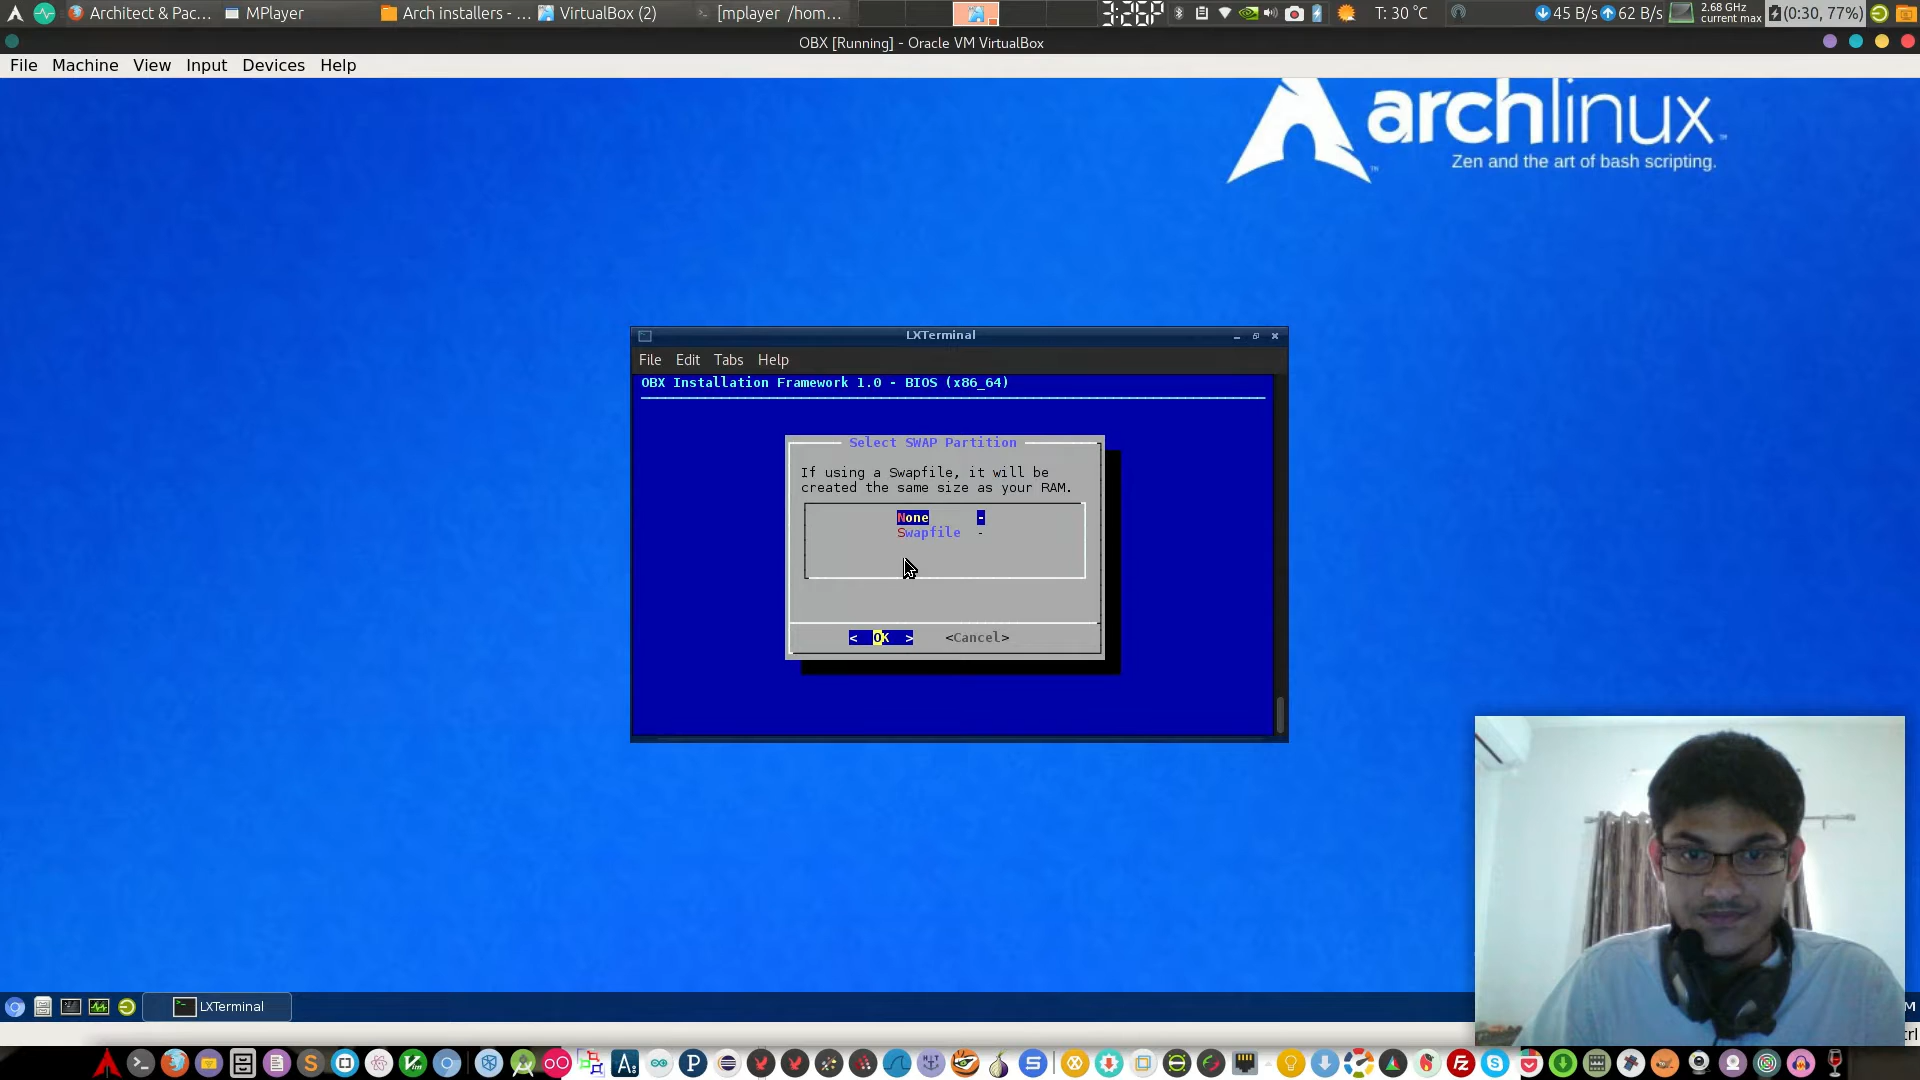 Architect & Pac...
MPlayer
Arch installers - ...
VirtualBox (2)
[mplayer /hom...
3:26P
T: 30 °C
45 B/s
62 B/s
2.68 GHz
current max
(0:30, 77%)
OBX [Running] - Oracle VM VirtualBox
File Machine View Input Devices Help
archlinux
Zen and the art of bash scripting.
LXTerminal
File Edit Tabs Help
OBX Installation Framework 1.0 - BIOS (x86_64)
Select SWAP Partition
If using a Swapfile, it will be
created the same size as your RAM.
None -
Swapfile -
< OK > <Cancel>
LXTerminal
M
trl